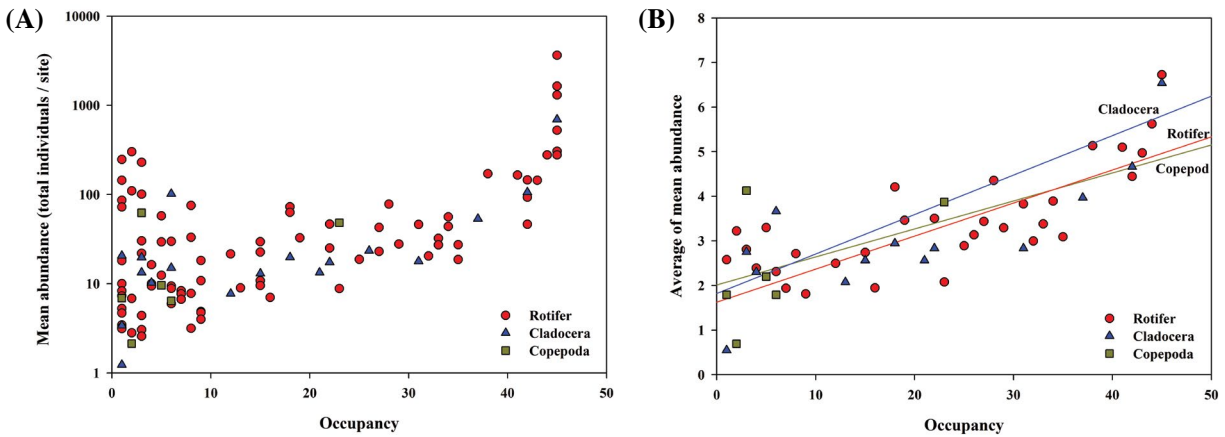 (A)
Mean abundance (total individuals / site)
10000
1000
100
10
1
0
10
20
30
40
50
Occupancy
Rotifer
Cladocera
Copepoda
(B)
Average of mean abundance
8
7
6
5
4
3
2
1
0
0
10
20
30
40
50
Occupancy
Cladocera
Rotifer
Copepod
Rotifer
Cladocera
Copepoda